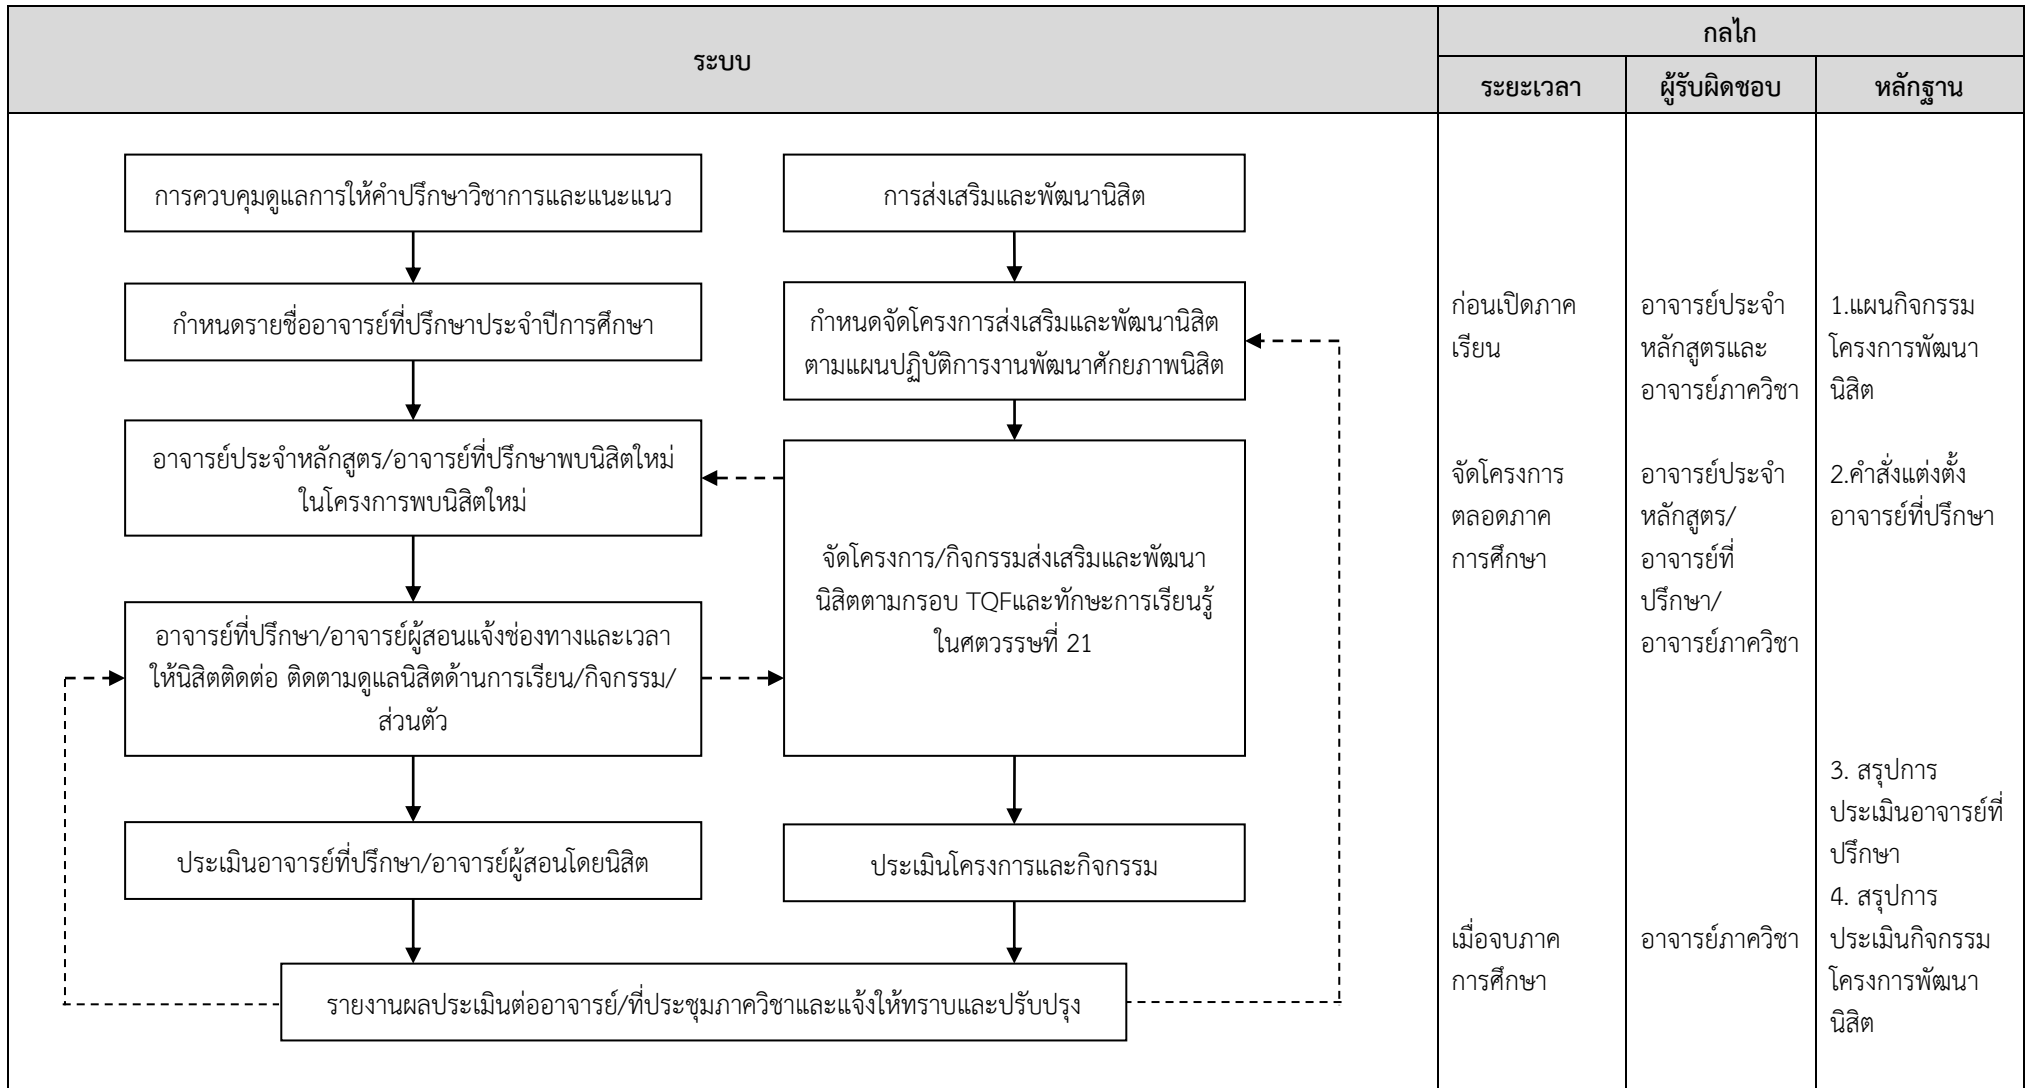 ระบบ
กลไก
ระยะเวลา
ผู้รับผิดชอบ
หลักฐาน
การควบคุมดูแลการให้คำปรึกษาวิชาการและแนะแนว
กำหนดรายชื่ออาจารย์ที่ปรึกษาประจำปีการศึกษา
อาจารย์ประจำหลักสูตร/อาจารย์ที่ปรึกษาพบนิสิตใหม่
ในโครงการพบนิสิตใหม่
อาจารย์ที่ปรึกษา/อาจารย์ผู้สอนแจ้งช่องทางและเวลา
ให้นิสิตติดต่อ ติดตามดูแลนิสิตด้านการเรียน/กิจกรรม/
ส่วนตัว
ประเมินอาจารย์ที่ปรึกษา/อาจารย์ผู้สอนโดยนิสิต
การส่งเสริมและพัฒนานิสิต
กำหนดจัดโครงการส่งเสริมและพัฒนานิสิต
ตามแผนปฏิบัติการงานพัฒนาศักยภาพนิสิต
จัดโครงการ/กิจกรรมส่งเสริมและพัฒนา
นิสิตตามกรอบ TQFและทักษะการเรียนรู้
ในศตวรรษที่ 21
ประเมินโครงการและกิจกรรม
รายงานผลประเมินต่ออาจารย์/ที่ประชุมภาควิชาและแจ้งให้ทราบและปรับปรุง
ก่อนเปิดภาค
เรียน
จัดโครงการ
ตลอดภาค
การศึกษา
เมื่อจบภาค
การศึกษา
อาจารย์ประจำ
หลักสูตรและ
อาจารย์ภาควิชา
อาจารย์ประจำ
หลักสูตร/
อาจารย์ที่
ปรึกษา/
อาจารย์ภาควิชา
อาจารย์ภาควิชา
1.แผนกิจกรรม
โครงการพัฒนา
นิสิต
2.คำสั่งแต่งตั้ง
อาจารย์ที่ปรึกษา
3. สรุปการ
ประเมินอาจารย์ที่
ปรึกษา
4. สรุปการ
ประเมินกิจกรรม
โครงการพัฒนา
นิสิต